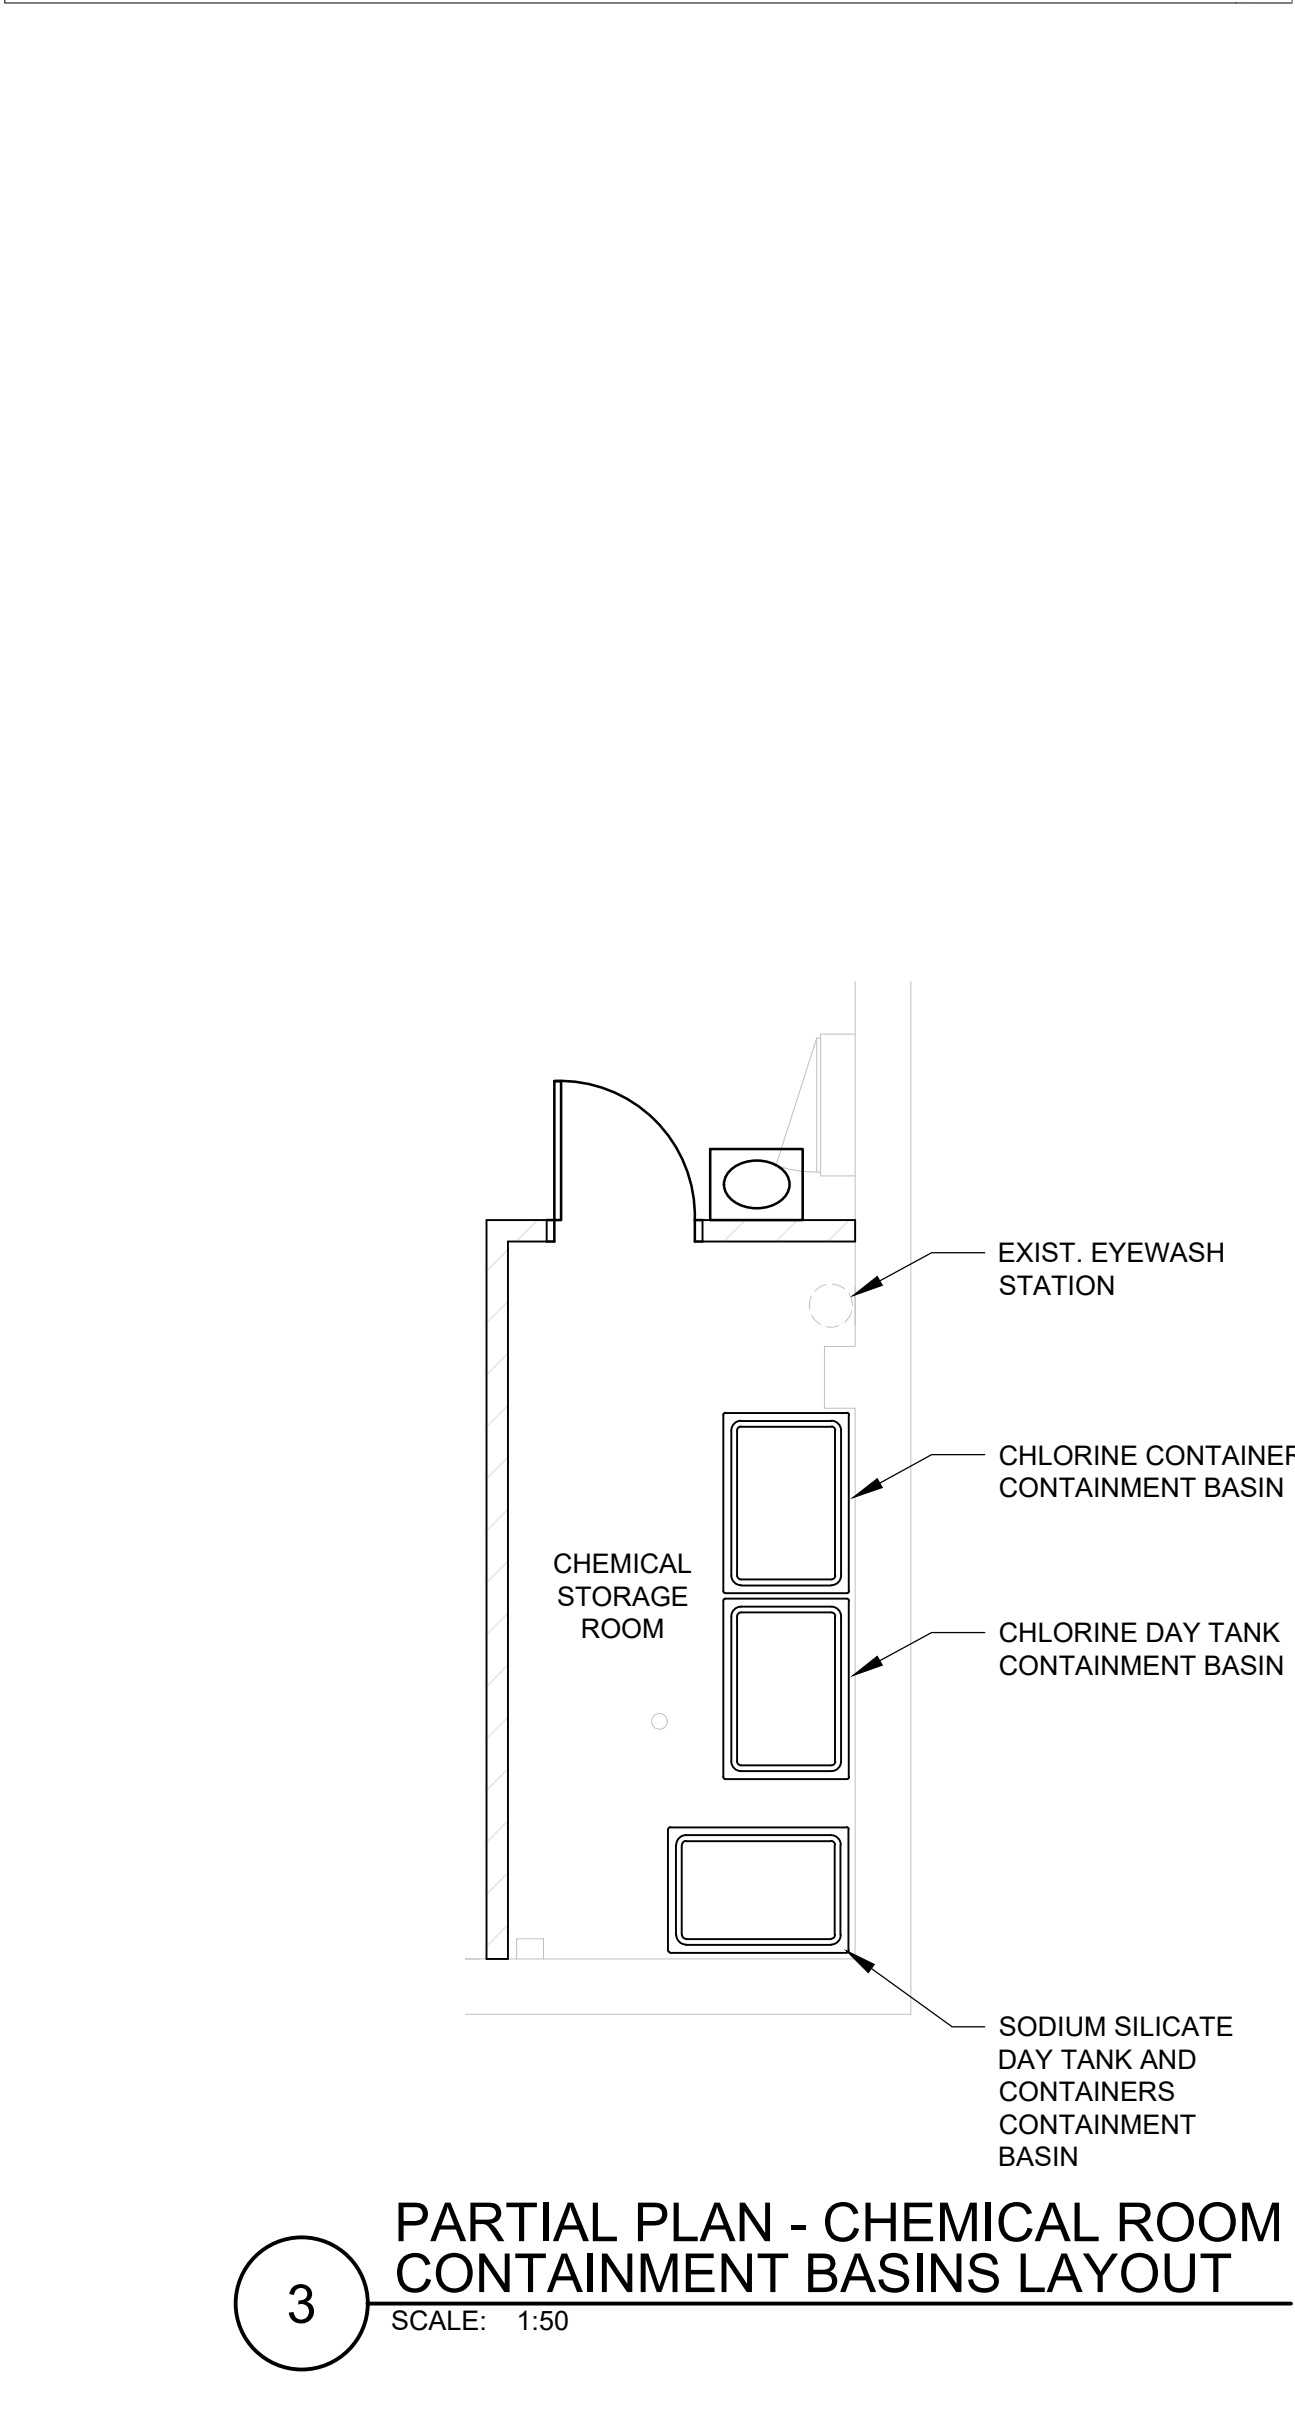 EXIST. EYEWASH
STATION
CHLORINE CONTAINER
CONTAINMENT BASIN
CHEMICAL
STORAGE
ROOM
CHLORINE DAY TANK
CONTAINMENT BASIN
SODIUM SILICATE
DAY TANK AND
CONTAINERS
CONTAINMENT
BASIN
3
PARTIAL PLAN - CHEMICAL ROOM
CONTAINMENT BASINS LAYOUT
SCALE: 1:50